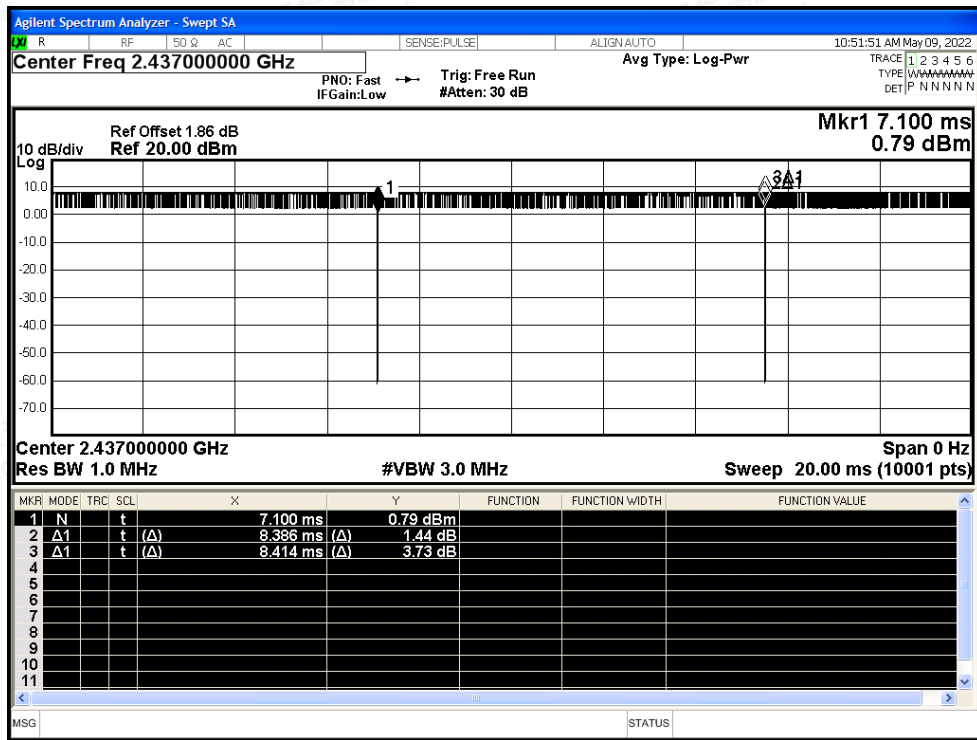 Agilent Spectrum Analyzer - Swept SA
LXI R RF 50 Ω AC SENSE:PULSE ALIGN AUTO 10:51:51 AM May 09, 2022
Center Freq 2.437000000 GHz Avg Type: Log-Pwr TRACE 1 2 3 4 5 6
PNO: Fast Trig: Free Run TYPE WWWWWW
IFGain:Low #Atten: 30 dB DET P N N N N N
Mkr1 7.100 ms
0.79 dBm
Ref Offset 1.86 dB
10 dB/div Ref 20.00 dBm
Log
10.0
0.00
-10.0
-20.0
-30.0
-40.0
-50.0
-60.0
-70.0
1
3Δ1
2Δ1
Center 2.437000000 GHz Span 0 Hz
Res BW 1.0 MHz #VBW 3.0 MHz Sweep 20.00 ms (10001 pts)
MKR MODE TRC SCL X Y FUNCTION FUNCTION WIDTH FUNCTION VALUE
1 N t 7.100 ms 0.79 dBm
2 Δ1 t (Δ) 8.386 ms (Δ) 1.44 dB
3 Δ1 t (Δ) 8.414 ms (Δ) 3.73 dB
4
5
6
7
8
9
10
11
MSG STATUS